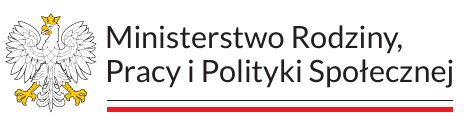 Ministerstwo Rodziny,
Pracy i Polityki Społecznej